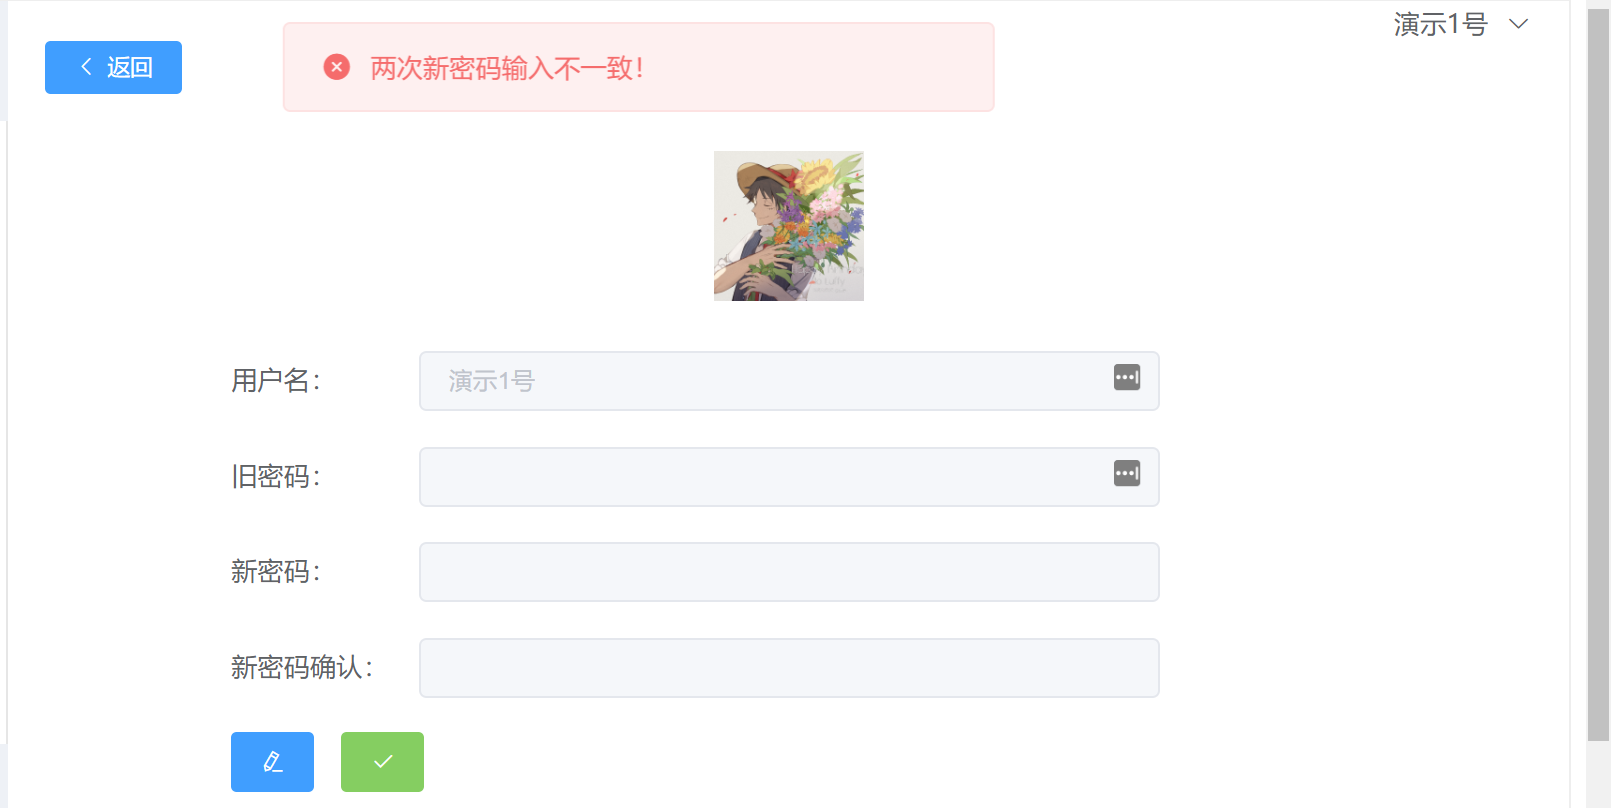 演示1号
返回
两次新密码输入不一致！
用户名：
演示1号
旧密码：
新密码：
新密码确认：